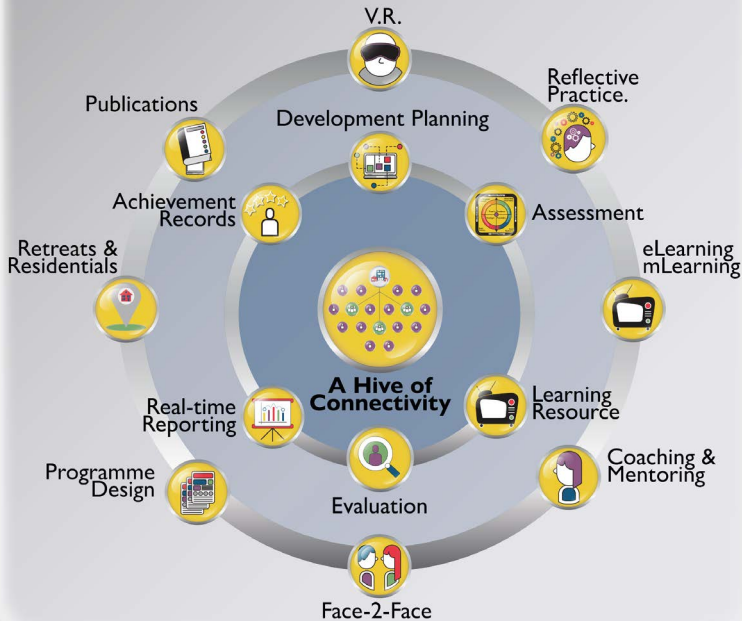 V.R.
Reflective
Practice.
Publications
Development Planning
Achievement
Records
Assessment
Retreats &
Residentials
eLearning
mLearning
A Hive of
Connectivity
Real-time
Reporting
Learning
Resource
Programme
Design
Coaching &
Mentoring
Evaluation
Face-2-Face